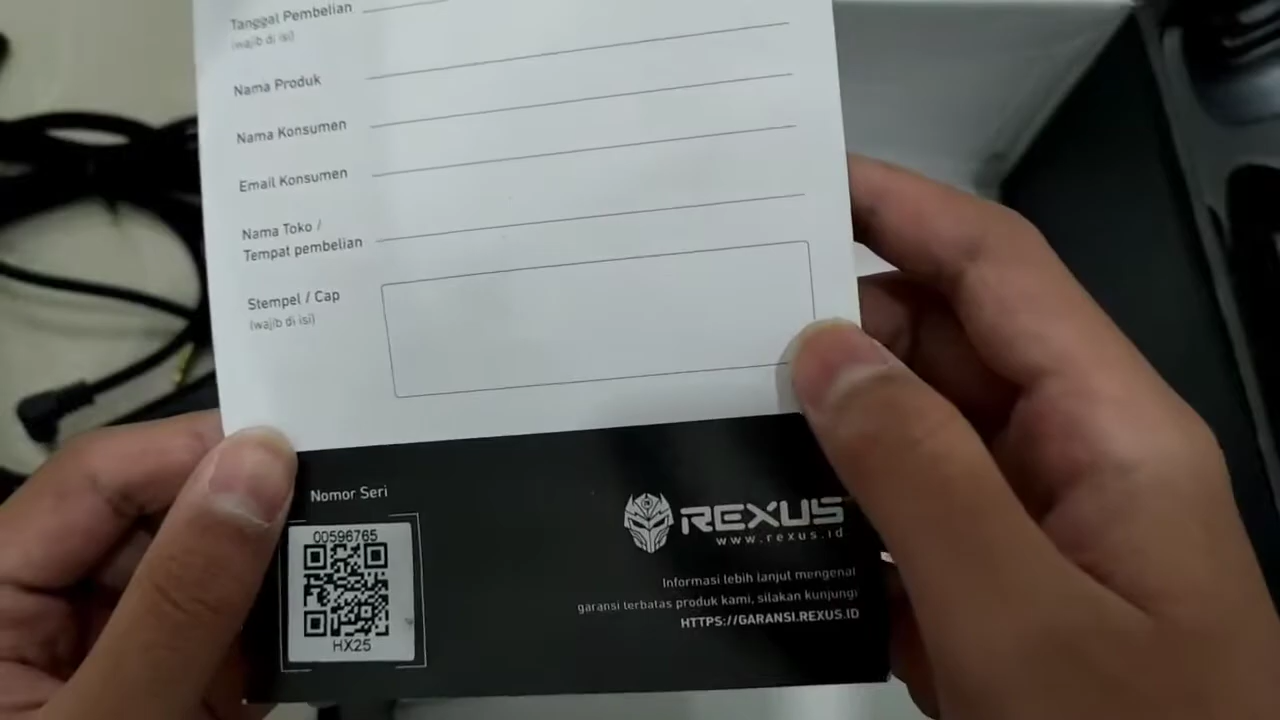 Tanggal Pembelian
(wajib di isi)
Nama Produk
Nama Konsumen
Email Konsumen
Nama Toko /
Tempat pembelian
Stempel / Cap
(wajib di isi)
Nomor Seri
00596765
HX25
REXUS
www.rexus.id
Informasi lebih lanjut mengenai
garansi terbatas produk kami, silakan kunjungi
HTTPS://GARANSI.REXUS.ID